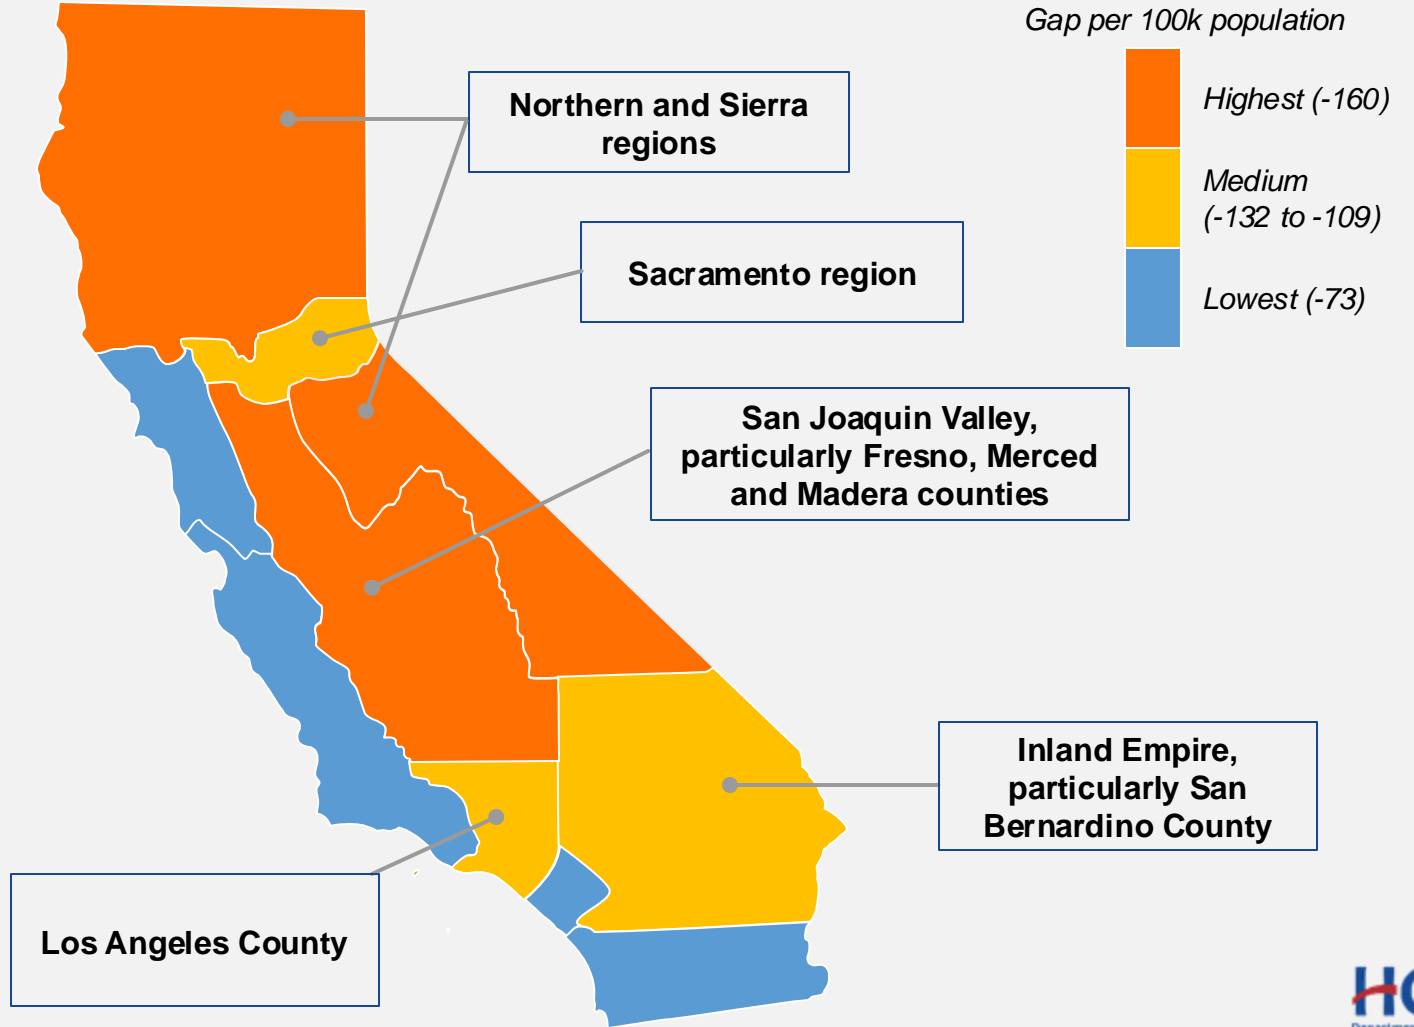 Gap per 100k population
Highest (-160)
Medium
(-132 to -109)
Lowest (-73)
Northern and Sierra
regions
Sacramento region
San Joaquin Valley,
particularly Fresno, Merced
and Madera counties
Inland Empire,
particularly San
Bernardino County
Los Angeles County